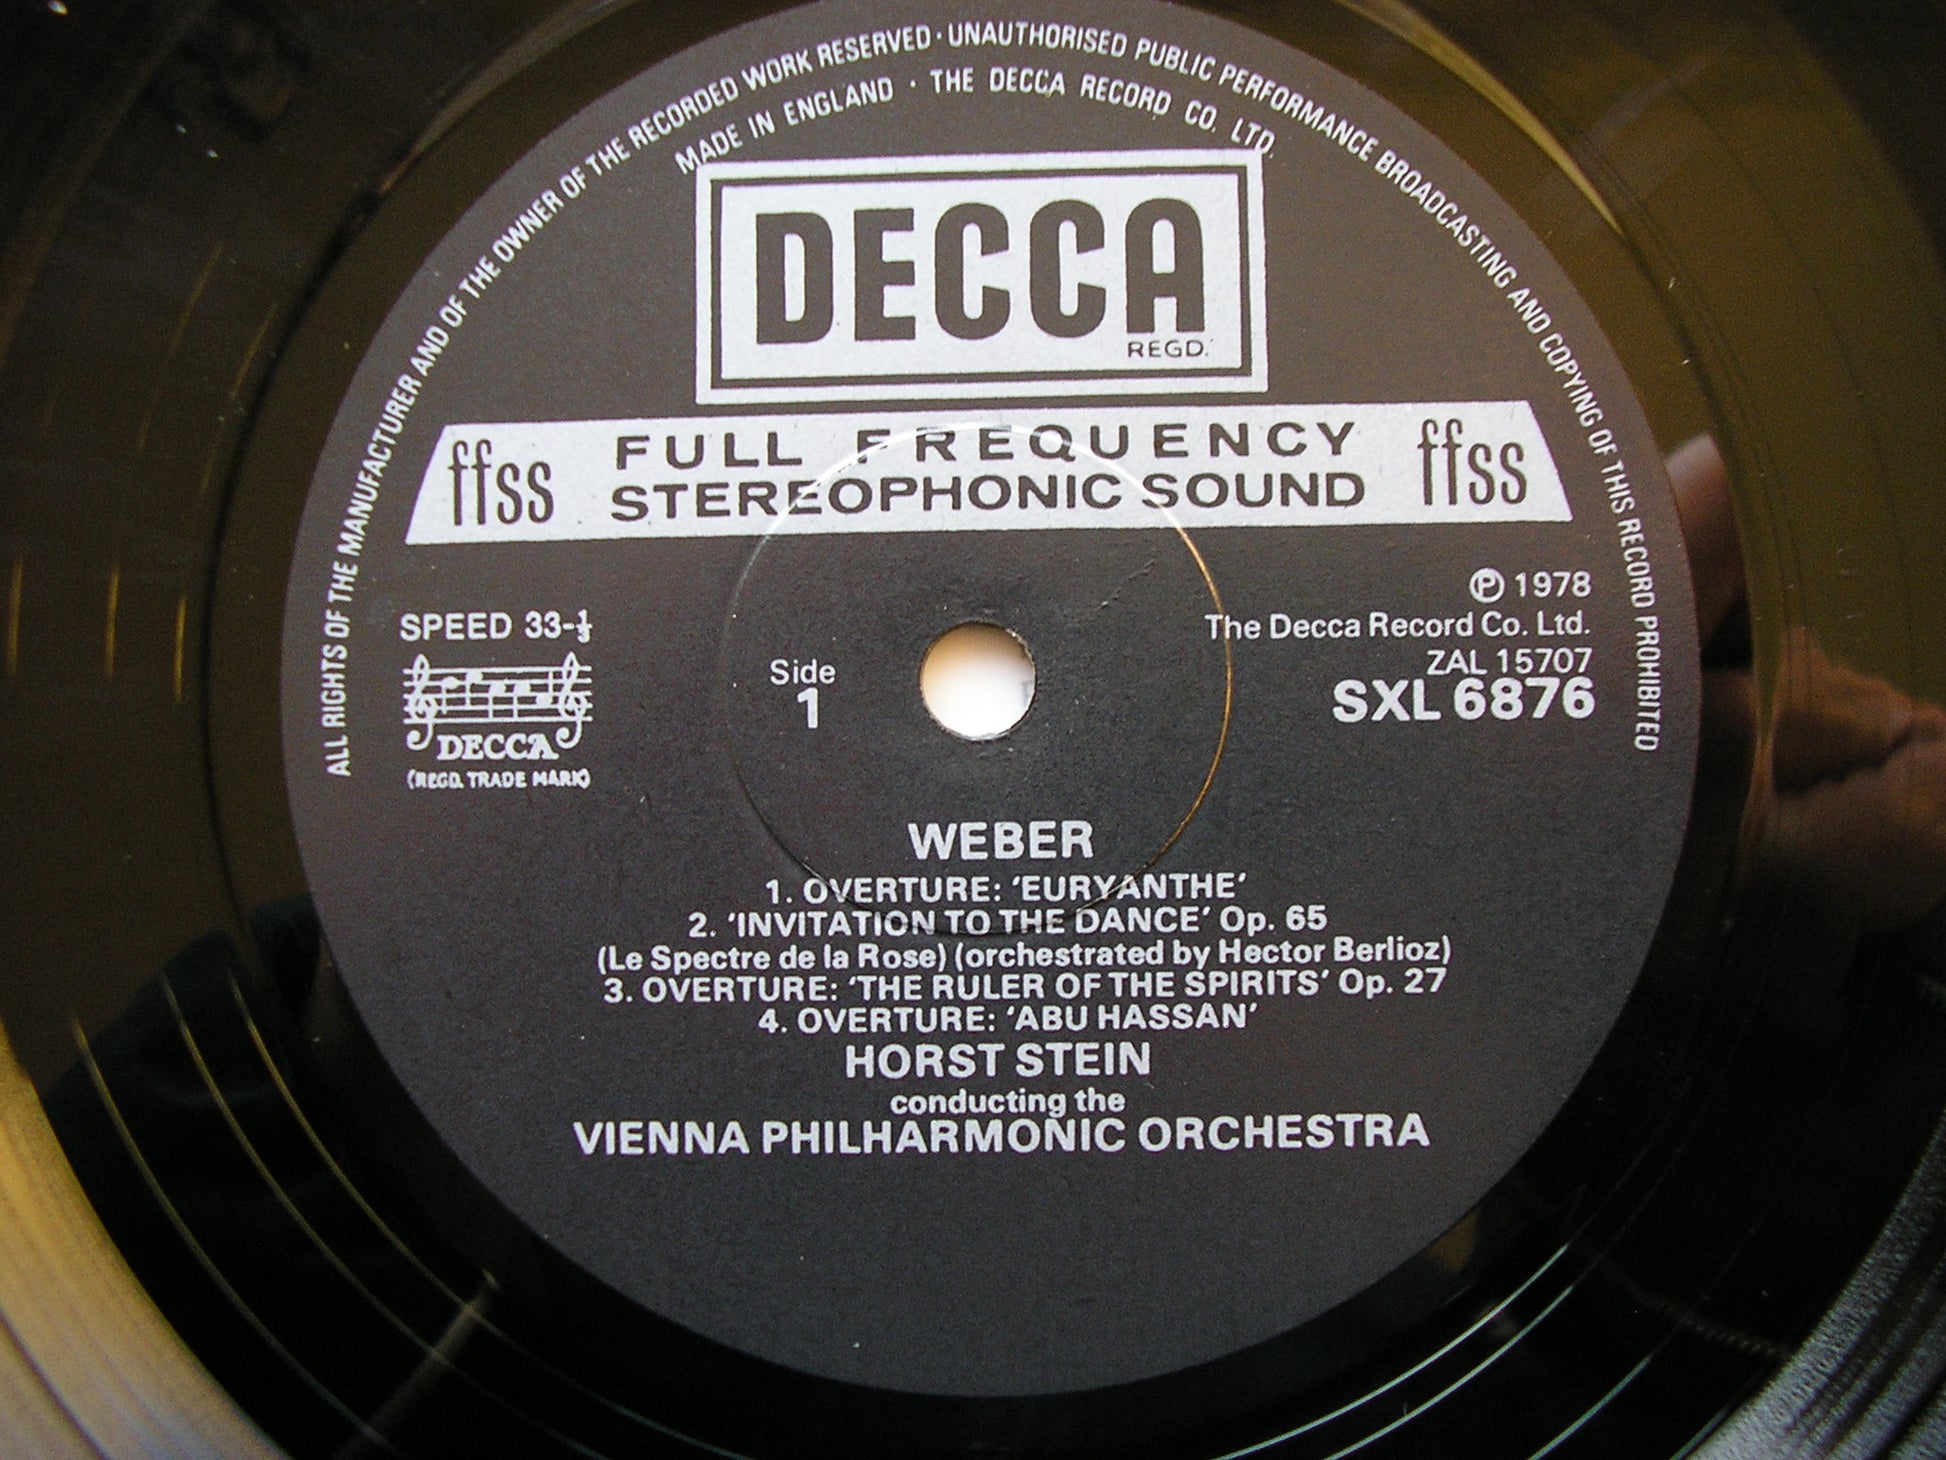 ALL RIGHTS OF THE MANUFACTURER AND OF THE OWNER OF THE RECORDED WORK RESERVED · UNAUTHORISED PUBLIC PERFORMANCE BROADCASTING AND COPYING OF THIS RECORD PROHIBITED
MADE IN ENGLAND · THE DECCA RECORD CO. LTD.
DECCA
REGD.
ffss FULL FREQUENCY STEREOPHONIC SOUND ffss
℗ 1978
The Decca Record Co. Ltd.
ZAL 15707
SXL 6876
SPEED 33-⅓
DECCA
(REGD. TRADE MARK)
Side
1
WEBER
1. OVERTURE: ‘EURYANTHE’
2. ‘INVITATION TO THE DANCE’ Op. 65
(Le Spectre de la Rose) (orchestrated by Hector Berlioz)
3. OVERTURE: ‘THE RULER OF THE SPIRITS’ Op. 27
4. OVERTURE: ‘ABU HASSAN’
HORST STEIN
conducting the
VIENNA PHILHARMONIC ORCHESTRA